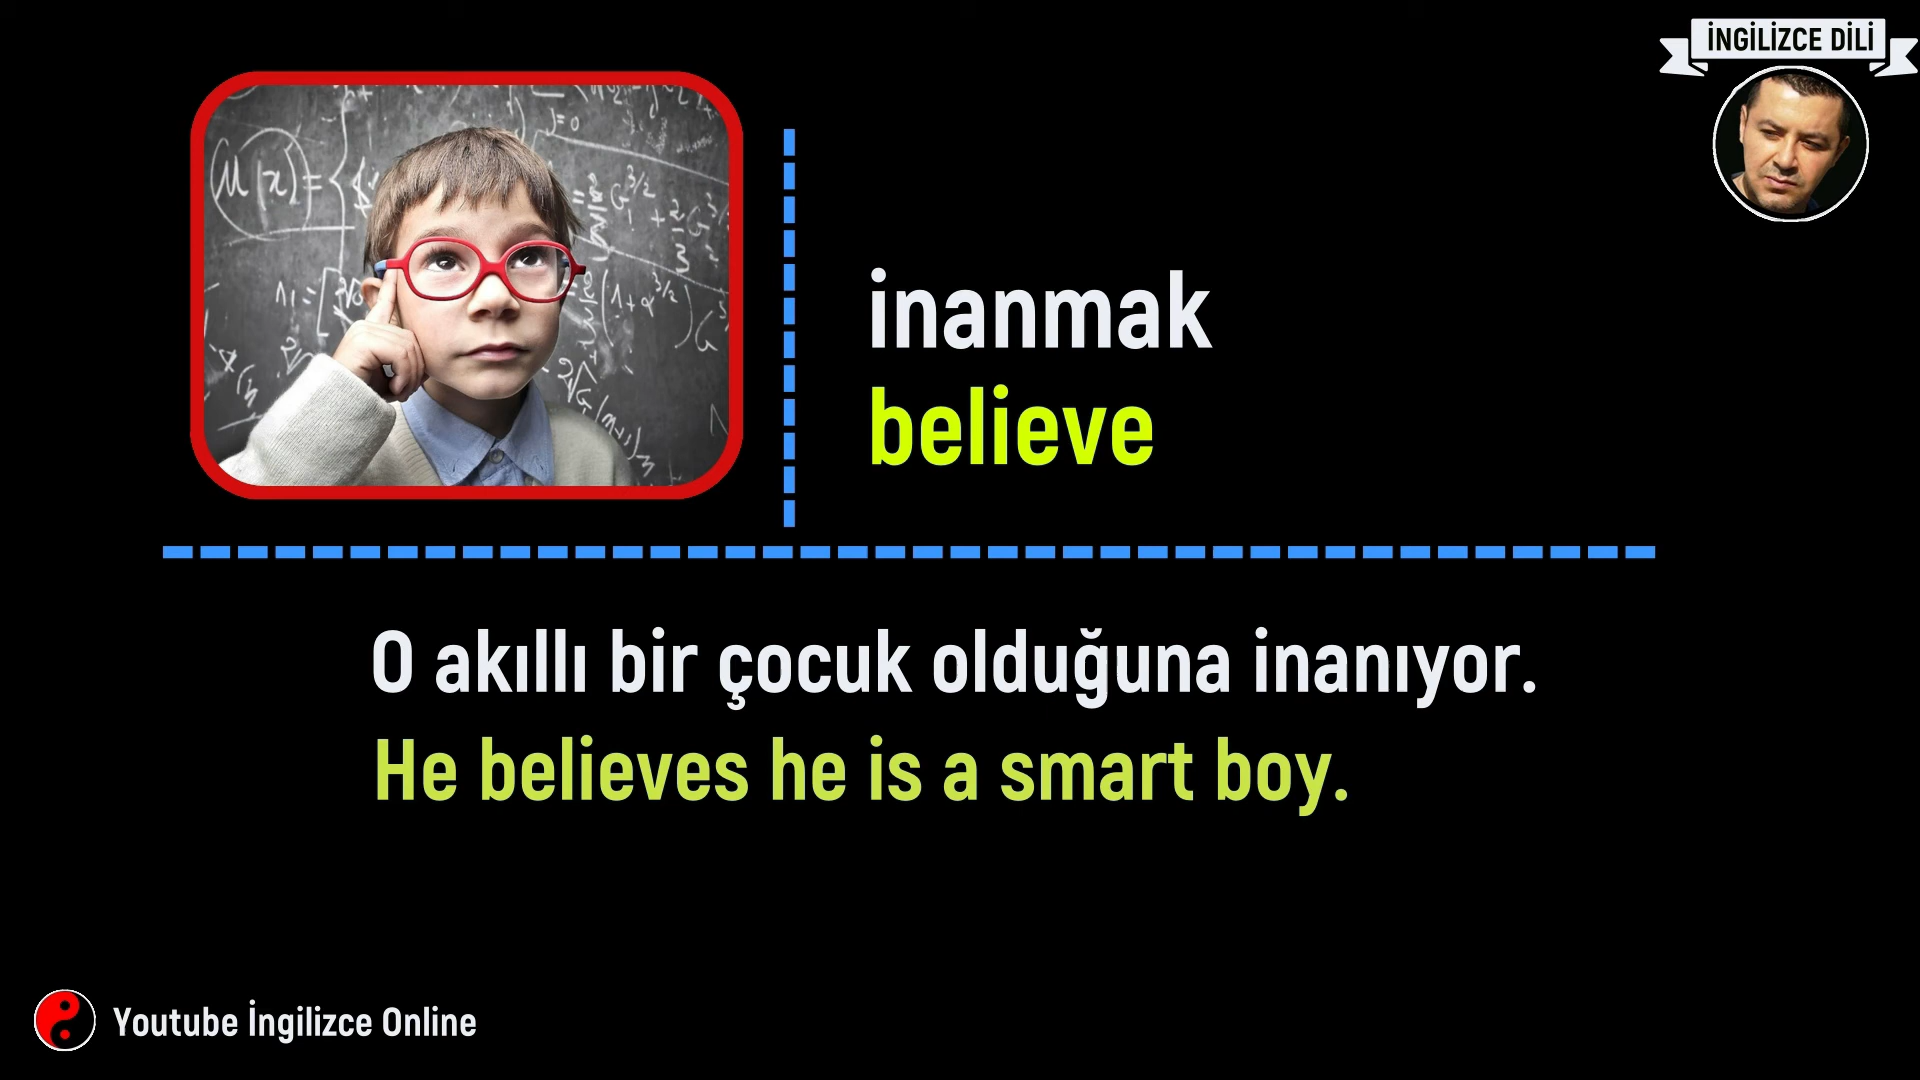 İNGİLİZCE DİLİ
inanmak
believe
O akıllı bir çocuk olduğuna inanıyor.
He believes he is a smart boy.
Youtube İngilizce Online